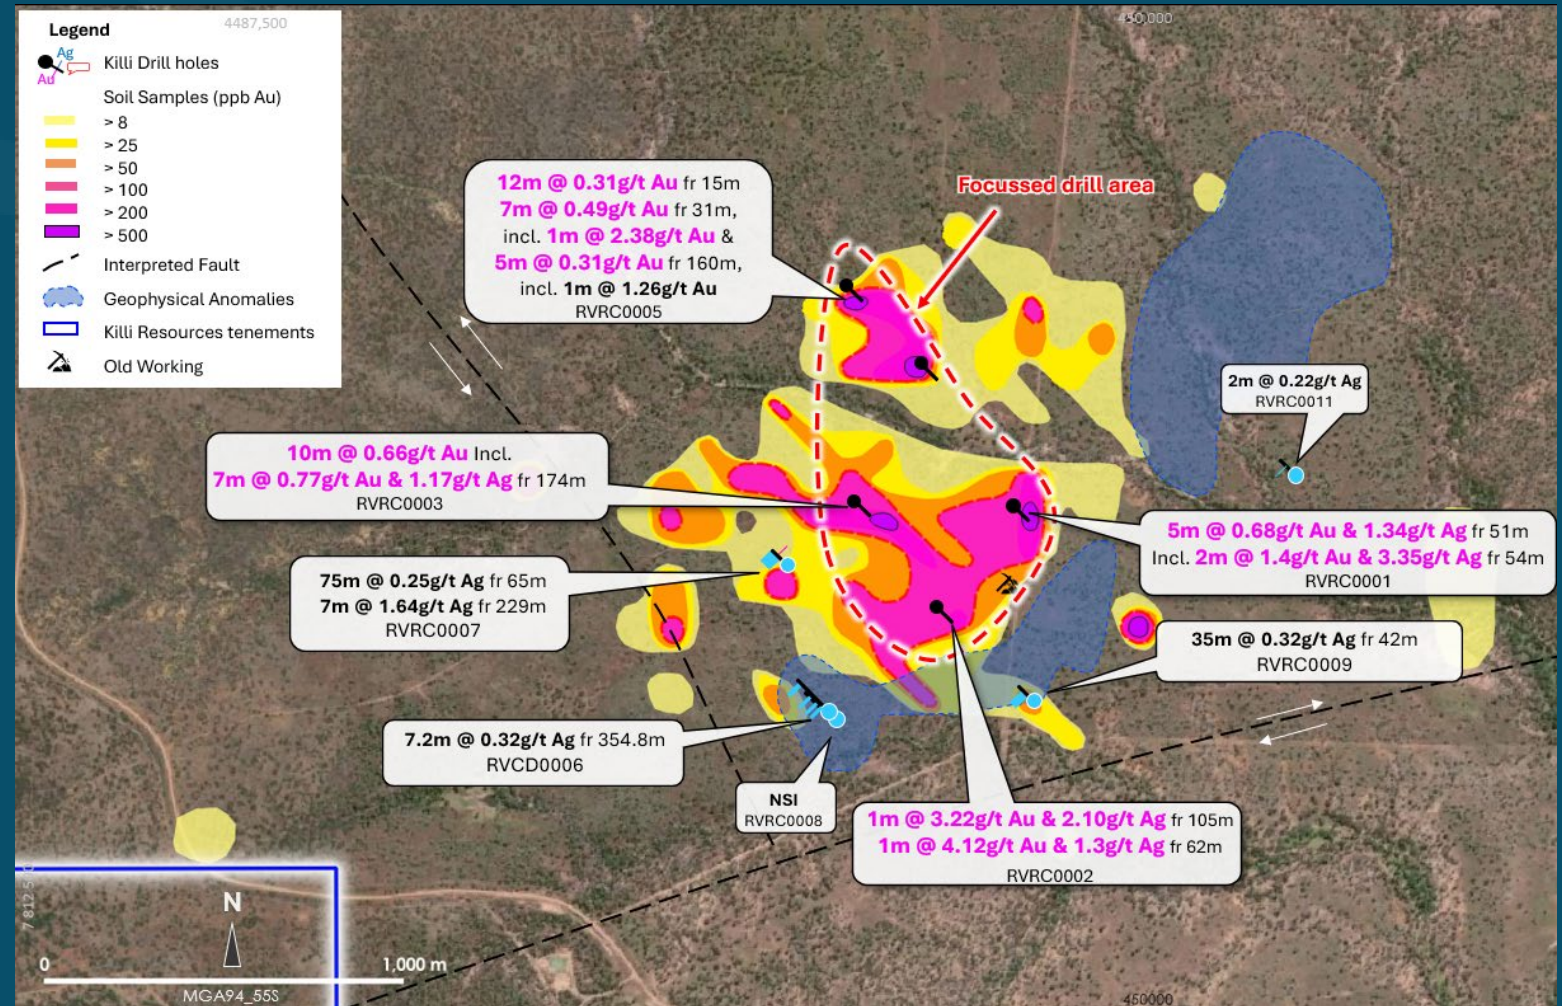 4487,500
450,000
Legend
Ag
Au
Killi Drill holes
Soil Samples (ppb Au)
> 8
> 25
> 50
> 100
> 200
> 500
Interpreted Fault
Geophysical Anomalies
Killi Resources tenements
Old Working
12m @ 0.31g/t Au fr 15m
7m @ 0.49g/t Au fr 31m,
incl. 1m @ 2.38g/t Au &
5m @ 0.31g/t Au fr 160m,
incl. 1m @ 1.26g/t Au
RVRC0005
Focussed drill area
2m @ 0.22g/t Ag
RVRC0011
10m @ 0.66g/t Au Incl.
7m @ 0.77g/t Au & 1.17g/t Ag fr 174m
RVRC0003
5m @ 0.68g/t Au & 1.34g/t Ag fr 51m
Incl. 2m @ 1.4g/t Au & 3.35g/t Ag fr 54m
RVRC0001
75m @ 0.25g/t Ag fr 65m
7m @ 1.64g/t Ag fr 229m
RVRC0007
35m @ 0.32g/t Ag fr 42m
RVRC0009
7.2m @ 0.32g/t Ag fr 354.8m
RVCD0006
NSI
RVRC0008
1m @ 3.22g/t Au & 2.10g/t Ag fr 105m
1m @ 4.12g/t Au & 1.3g/t Ag fr 62m
RVRC0002
N
0
1,000 m
MGA94_55S
450000